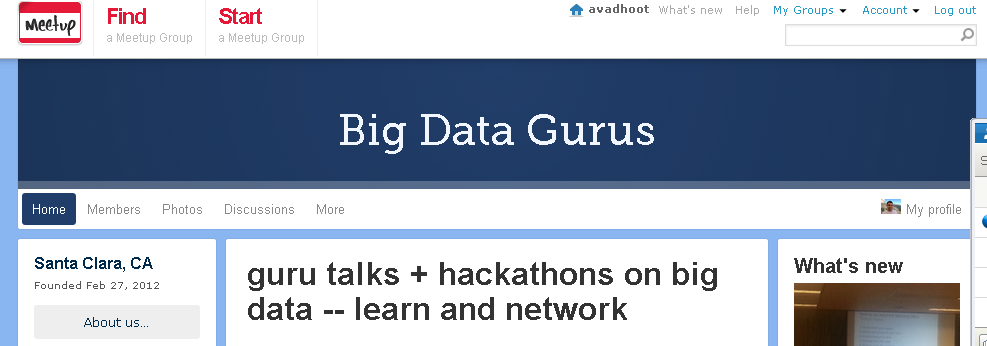 Meetup
Find
a Meetup Group
Start
a Meetup Group
avadhoot What's new Help My Groups Account Log out
Big Data Gurus
Home Members Photos Discussions More My profile
Santa Clara, CA
Founded Feb 27, 2012
About us...
guru talks + hackathons on big
data -- learn and network
What's new